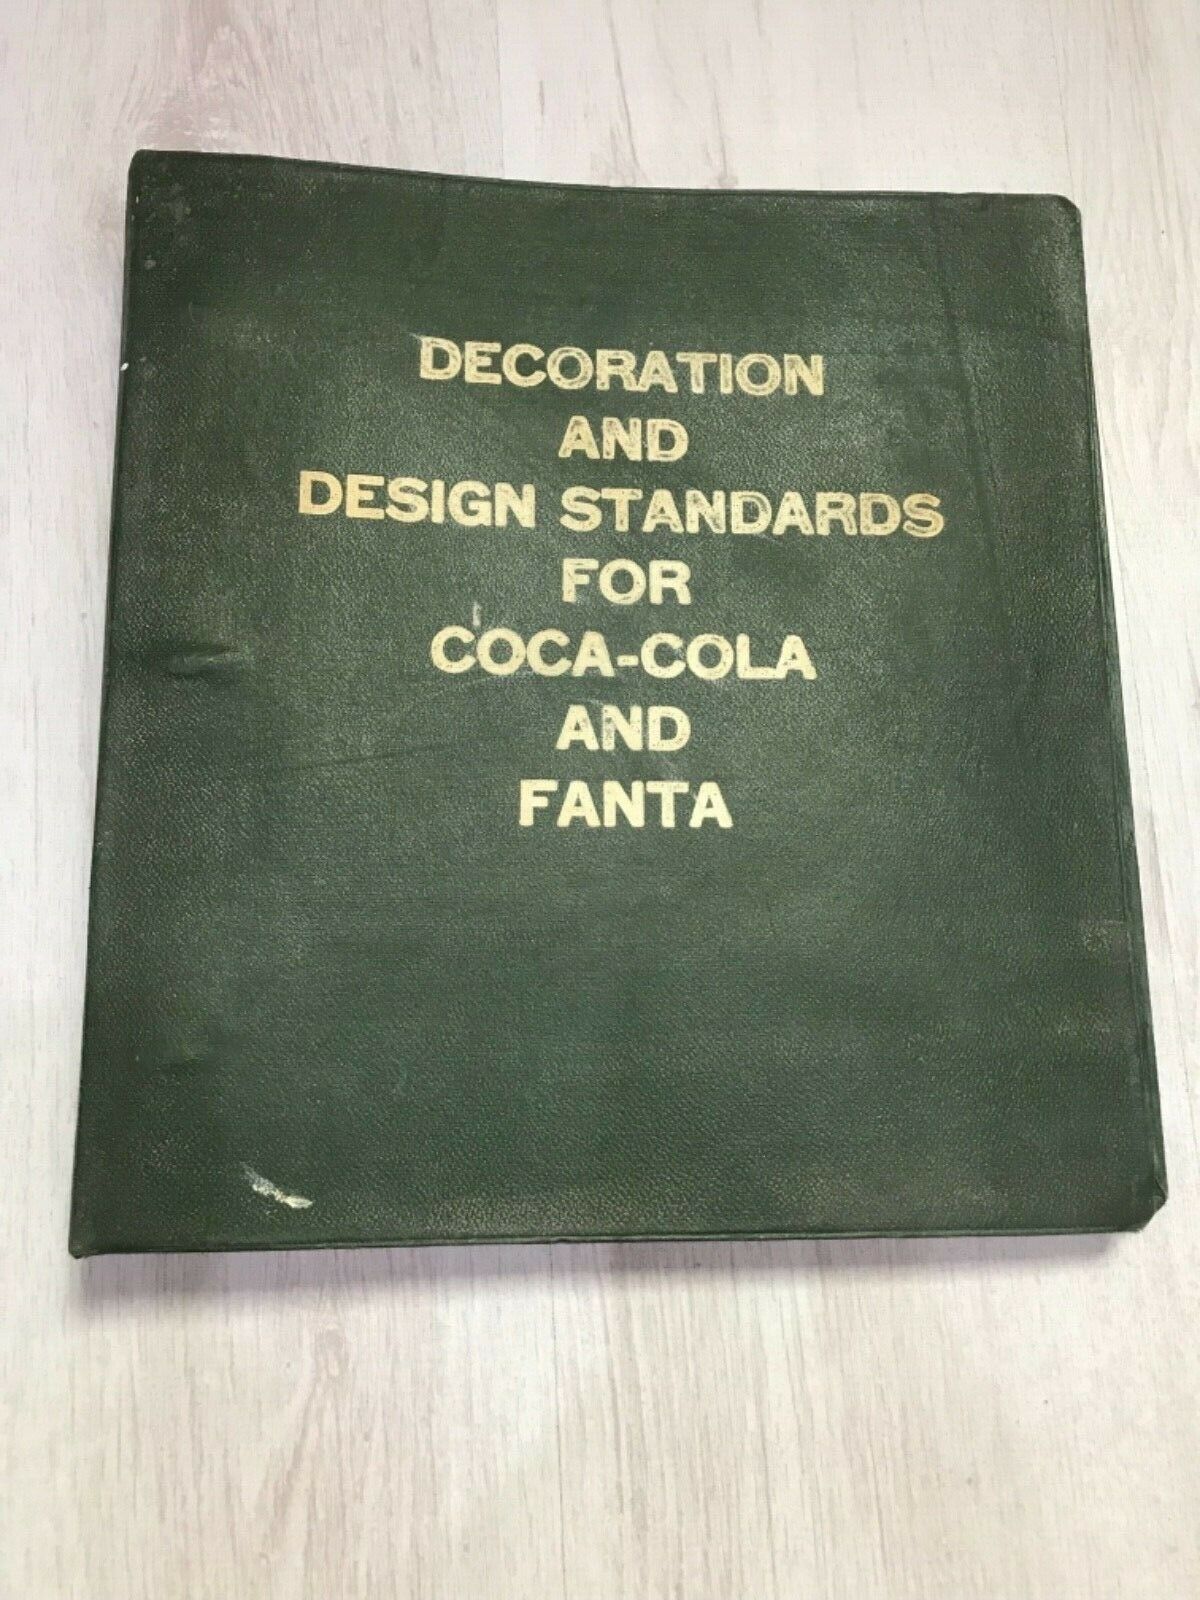 DECORATION
AND
DESIGN STANDARDS
FOR
COCA-COLA
AND
FANTA